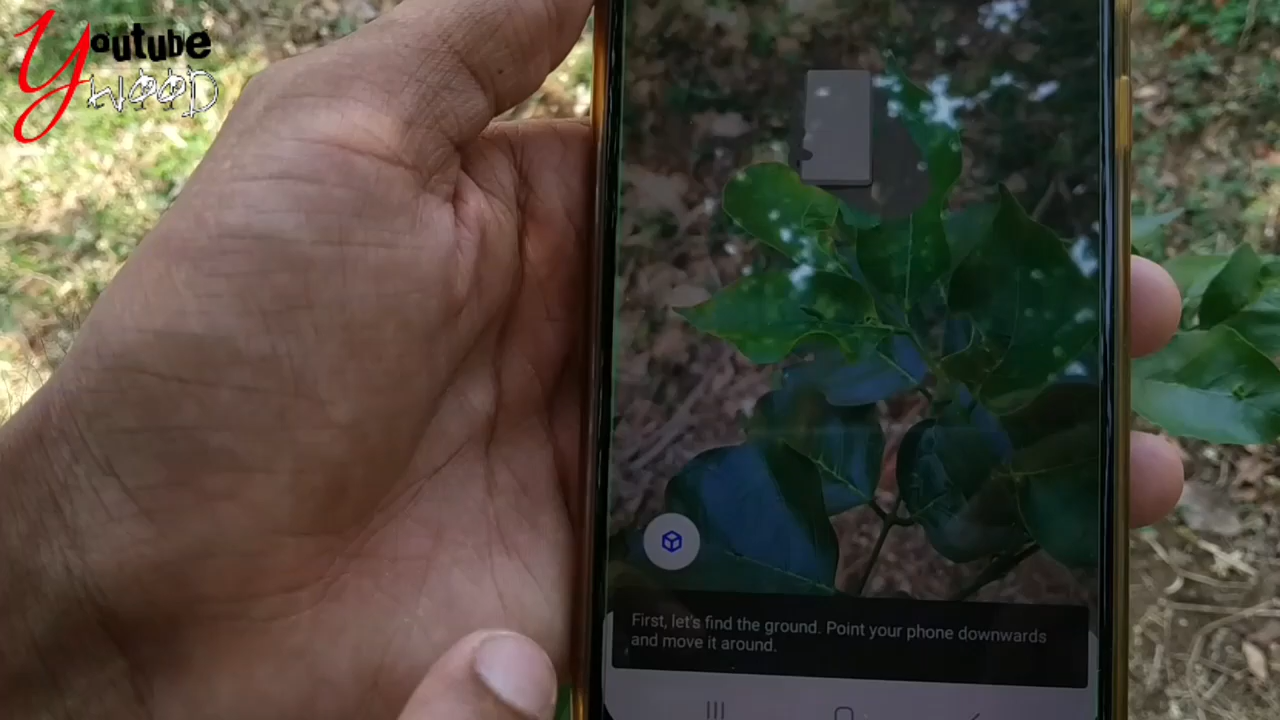 Youtube
WOOD
First, let's find the ground. Point your phone downwards
and move it around.